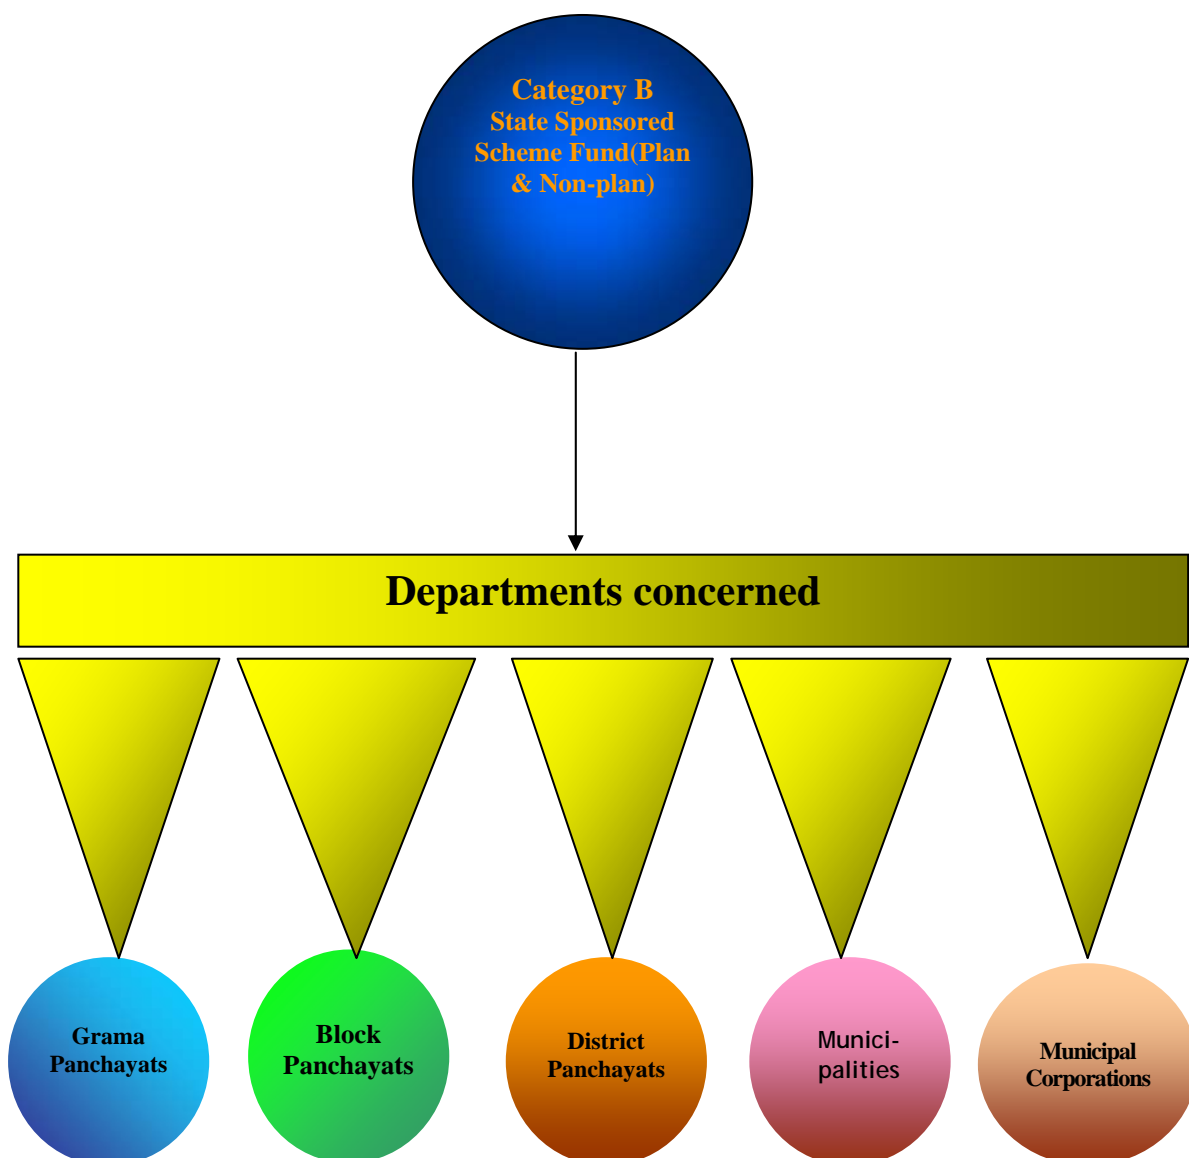 Category B
State Sponsored
Scheme Fund(Plan
& Non-plan)
Departments concerned
Grama
Panchayats
Block
Panchayats
District
Panchayats
Munici-
palities
Municipal
Corporations